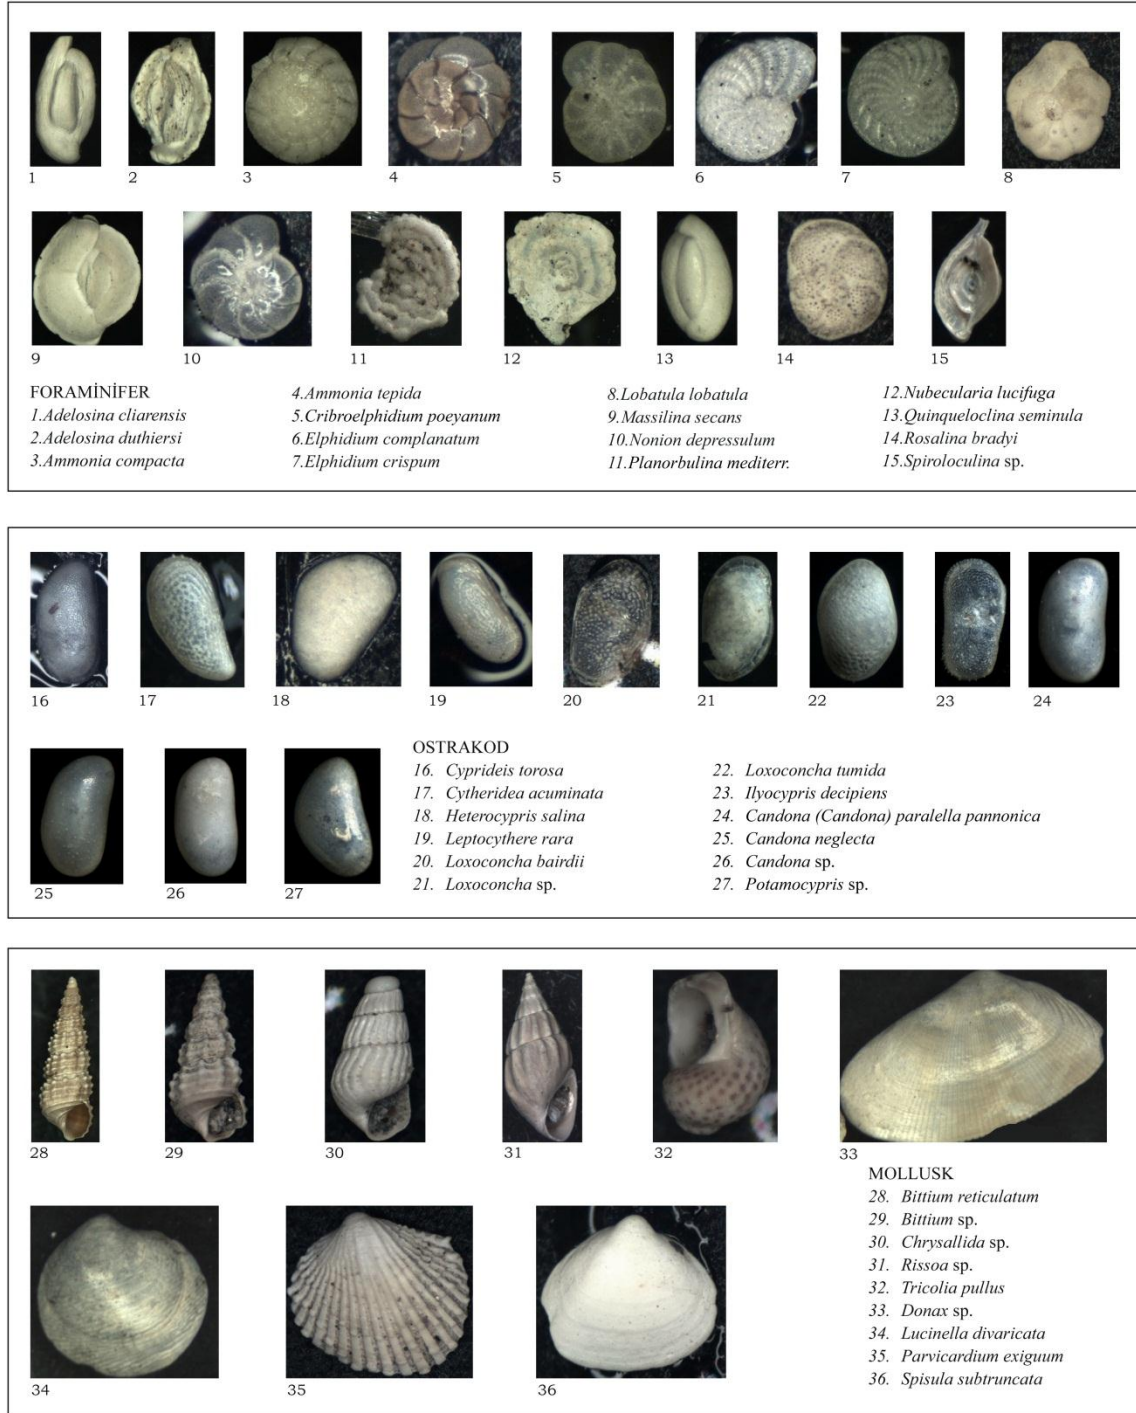 1 2 3 4 5 6 7 8
9 10 11 12 13 14 15
FORAMİNİFER
1.Adelosina cliarensis
2.Adelosina duthiersi
3.Ammonia compacta
4.Ammonia tepida
5.Cribroelphidium poeyanum
6.Elphidium complanatum
7.Elphidium crispum
8.Lobatula lobatula
9.Massilina secans
10.Nonion depressulum
11.Planorbulina mediterr.
12.Nubecularia lucifuga
13.Quinqueloclina seminula
14.Rosalina bradyi
15.Spiroloculina sp.
16 17 18 19 20 21 22 23 24
25 26 27
OSTRAKOD
16. Cyprideis torosa
17. Cytheridea acuminata
18. Heterocypris salina
19. Leptocythere rara
20. Loxoconcha bairdii
21. Loxoconcha sp.
22. Loxoconcha tumida
23. Ilyocypris decipiens
24. Candona (Candona) paralella pannonica
25. Candona neglecta
26. Candona sp.
27. Potamocypris sp.
28 29 30 31 32 33
34 35 36
MOLLUSK
28. Bittium reticulatum
29. Bittium sp.
30. Chrysallida sp.
31. Rissoa sp.
32. Tricolia pullus
33. Donax sp.
34. Lucinella divaricata
35. Parvicardium exiguum
36. Spisula subtruncata